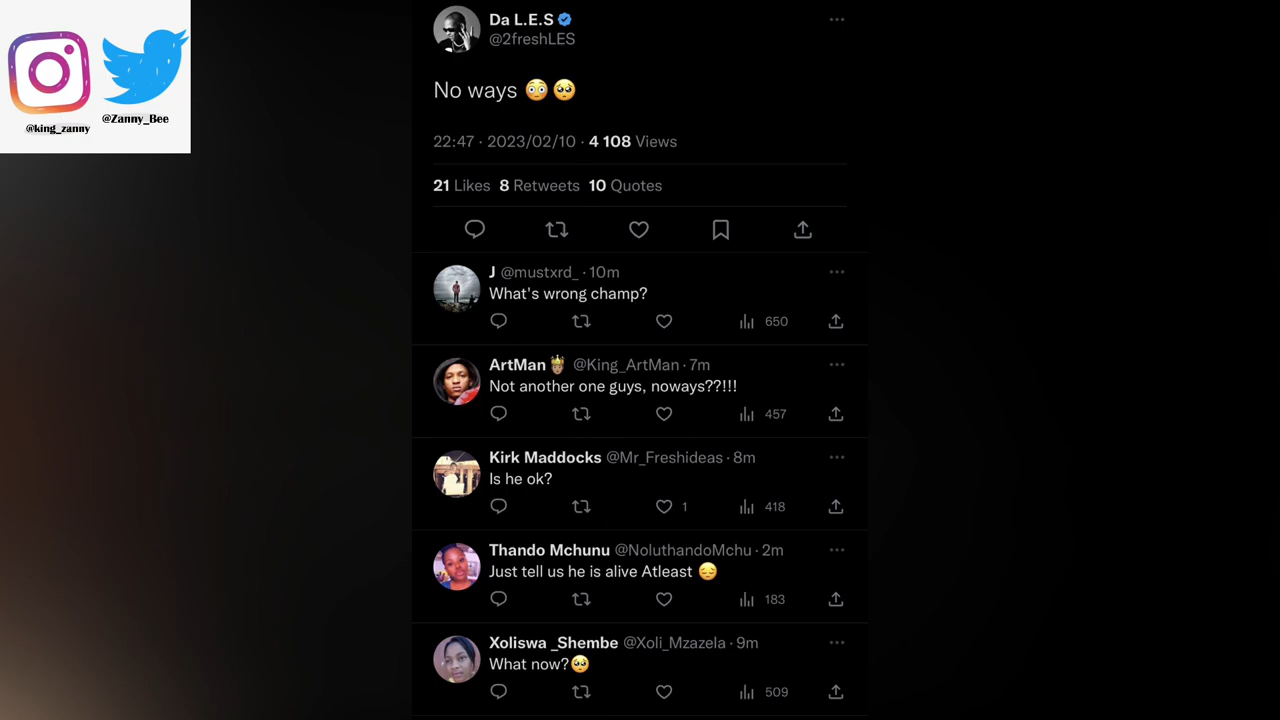 @king_zanny
@Zanny_Bee
Da L.E.S
@2freshLES
No ways 😳🥺
22:47 · 2023/02/10 · 4 108 Views
21 Likes 8 Retweets 10 Quotes
J @mustxrd_ · 10m
What's wrong champ?
650
ArtMan🤴🏽 @King_ArtMan · 7m
Not another one guys, noways??!!!
457
Kirk Maddocks @Mr_Freshideas · 8m
Is he ok?
1 418
Thando Mchunu @NoluthandoMchu · 2m
Just tell us he is alive Atleast 😔
183
Xoliswa _Shembe @Xoli_Mzazela · 9m
What now?🥺
509